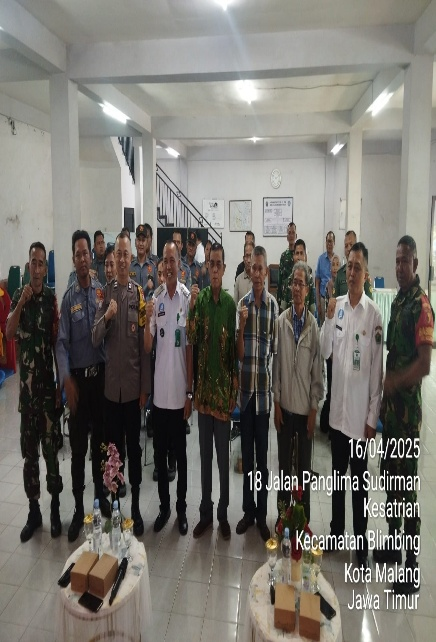 16/04/2025
18 Jalan Panglima Sudirman
Kesatrian
Kecamatan Blimbing
Kota Malang
Jawa Timur